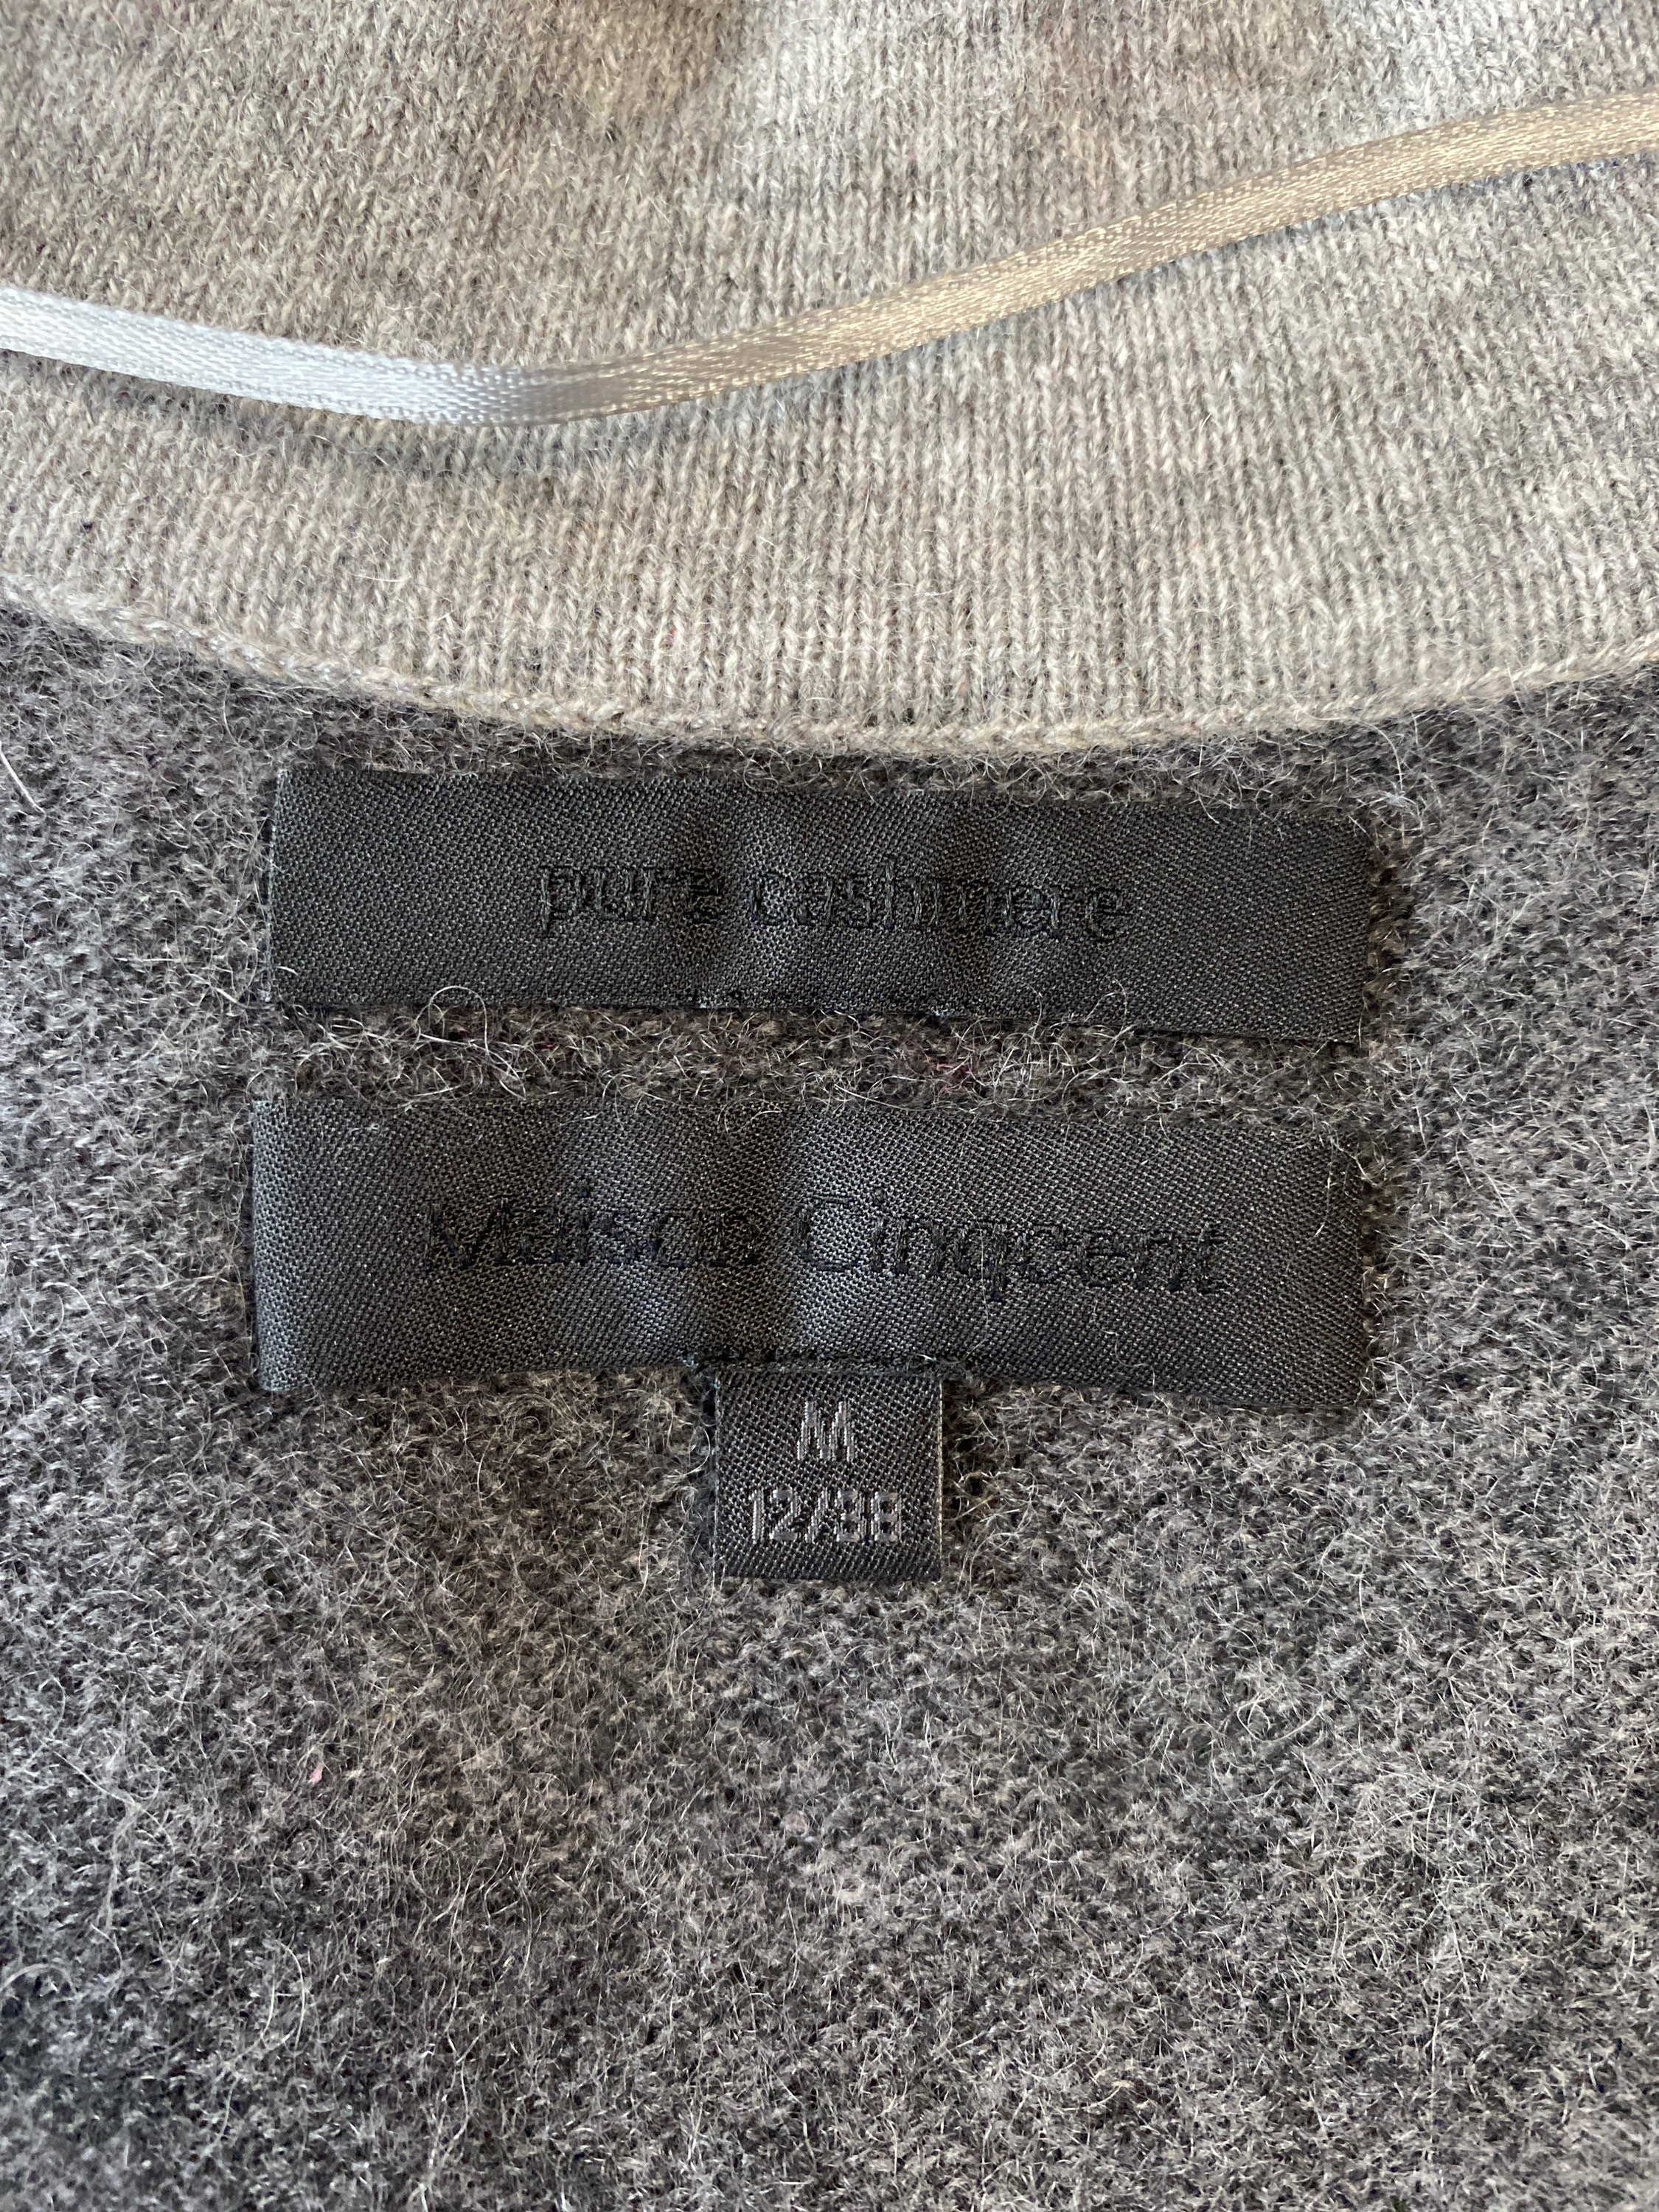 pure cashmere
Maison Cinqcent
M
12/38